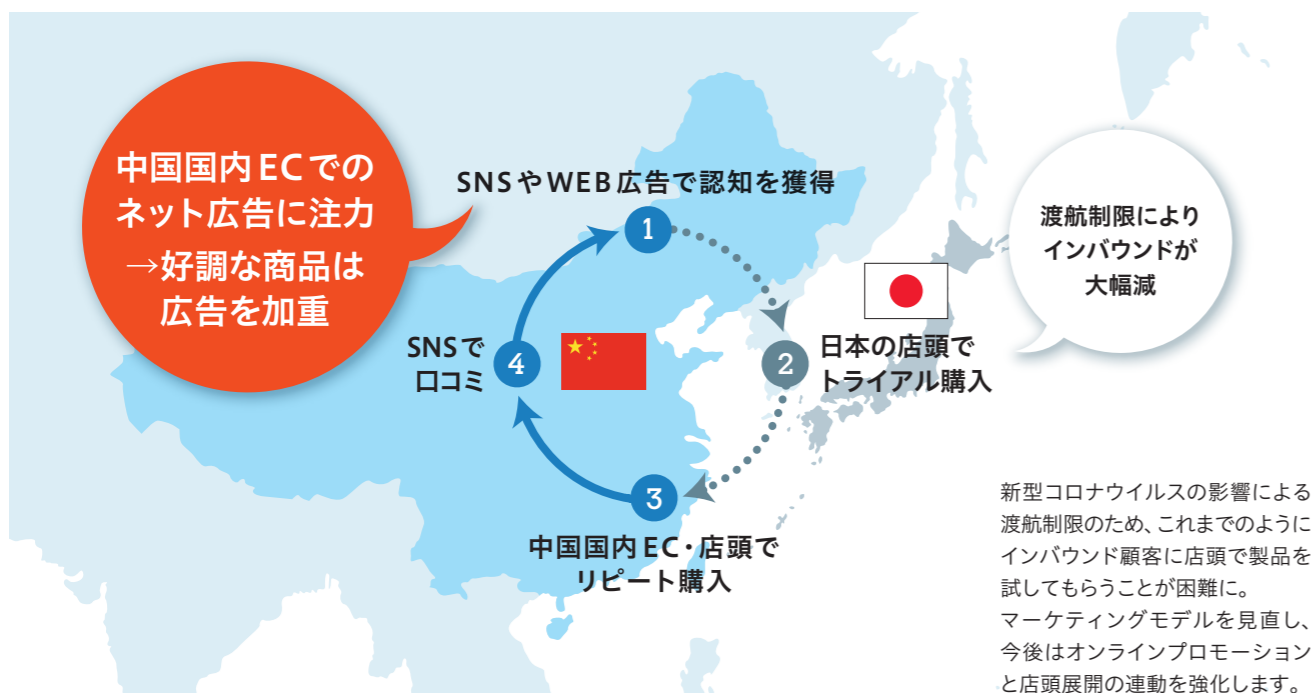 中国国内ECでの
ネット広告に注力
→好調な商品は
広告を加重
SNSやWEB広告で認知を獲得
1
渡航制限により
インバウンドが
大幅減
2
日本の店頭で
トライアル購入
SNSで
口コミ
4
3
中国国内EC・店頭で
リピート購入
新型コロナウイルスの影響による
渡航制限のため、これまでのように
インバウンド顧客に店頭で製品を
試してもらうことが困難に。
マーケティングモデルを見直し、
今後はオンラインプロモーション
と店頭展開の連動を強化します。